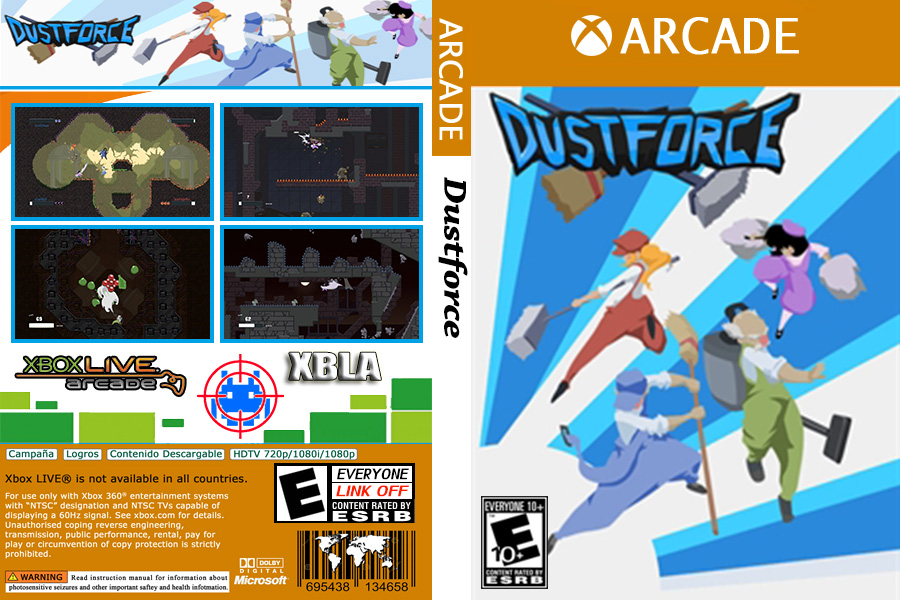 DUSTFORCE
XBOX LIVE
arcade
XBLA
Campaña Logros Contenido Descargable HDTV 720p/1080i/1080p
Xbox LIVE® is not available in all countries.
For use only with Xbox 360® entertainment systems
with “NTSC” designation and NTSC TVs capable of
displaying a 60Hz signal. See xbox.com for details.
Unauthorised coping reverse engineering,
transmission, public performance, rental, pay for
play or circumvention of copy protection is strictly
prohibited.
WARNING Read instruction manual for information about
photosensitive seizures and other important saftey and health infotmation.
E
EVERYONE
LINK OFF
CONTENT RATED BY
ESRB
DOLBY
DIGITAL
Microsoft
695438 134658
ARCADE
Dustforce
ARCADE
DUSTFORCE
EVERYONE 10+
E
10+
CONTENT RATED BY
ESRB